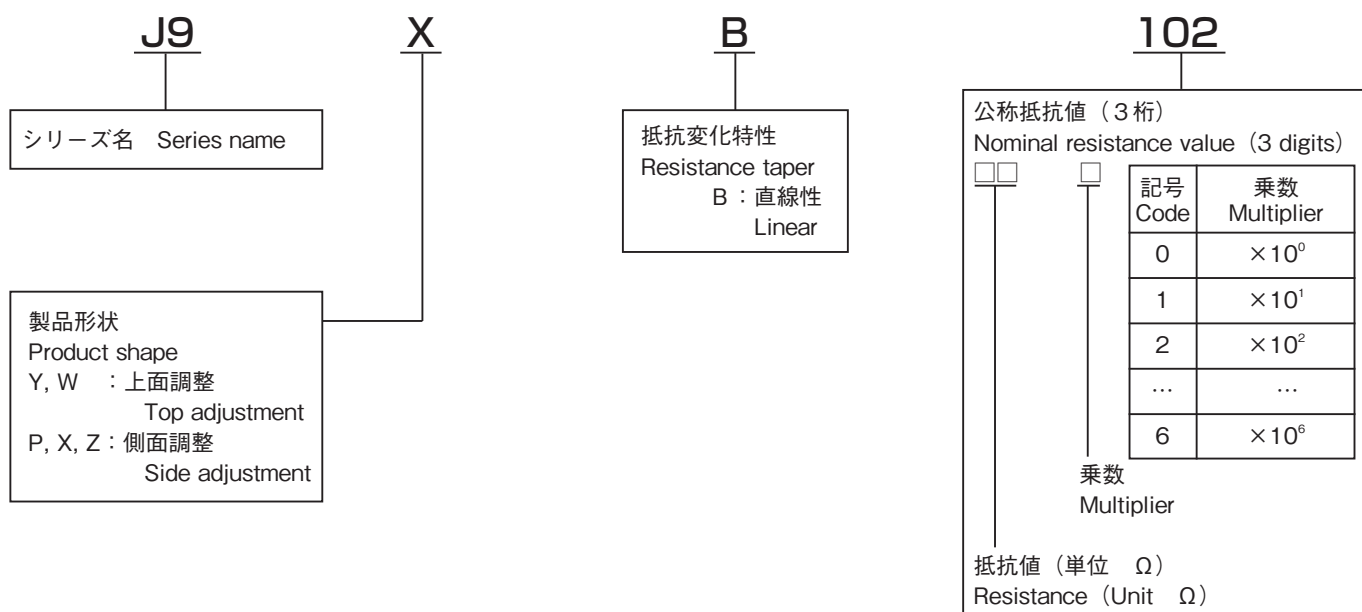 J9 X B 102
シリーズ名 Series name
製品形状
Product shape
Y, W ：上面調整
Top adjustment
P, X, Z：側面調整
Side adjustment
抵抗変化特性
Resistance taper
B：直線性
Linear
公称抵抗値（3桁）
Nominal resistance value（3 digits）
□□ □
記号 乗数
Code Multiplier
0 ×10⁰
1 ×10¹
2 ×10²
… …
6 ×10⁶
乗数
Multiplier
抵抗値（単位 Ω）
Resistance（Unit Ω）